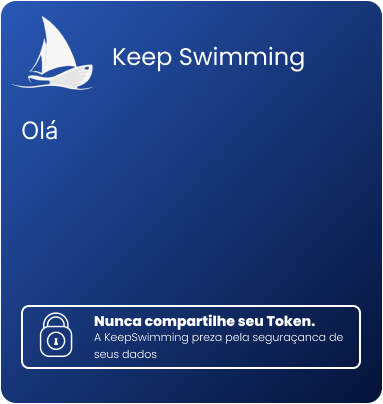 Keep Swimming
Olá
Nunca compartilhe seu Token.
A KeepSwimming preza pela seguraçanca de
seus dados